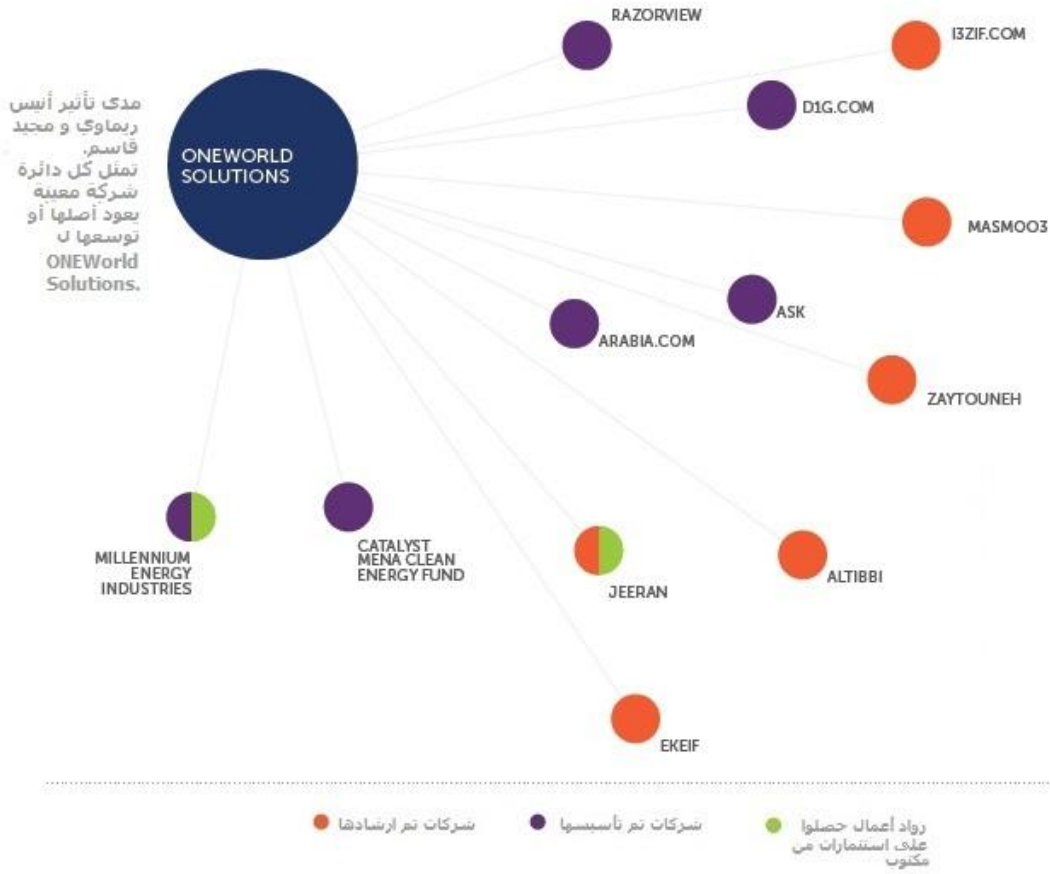 مدى تأثير أنيس
ريماوي و مجيد
قاسم.
تمثل كل دائرة
شركة معينة
يعود أصلها أو
توسعها ل
ONEWorld
Solutions.
ONEWORLD
SOLUTIONS
RAZORVIEW
I3ZIF.COM
D1G.COM
MASMOO3
ASK
ARABIA.COM
ZAYTOUNEH
MILLENNIUM
ENERGY
INDUSTRIES
CATALYST
MENA CLEAN
ENERGY FUND
JEERAN
ALTIBBI
EKEIF
رواد أعمال حصلوا
على استثمارات من
مكتوب
شركات تم تأسيسها
شركات تم ارشادها